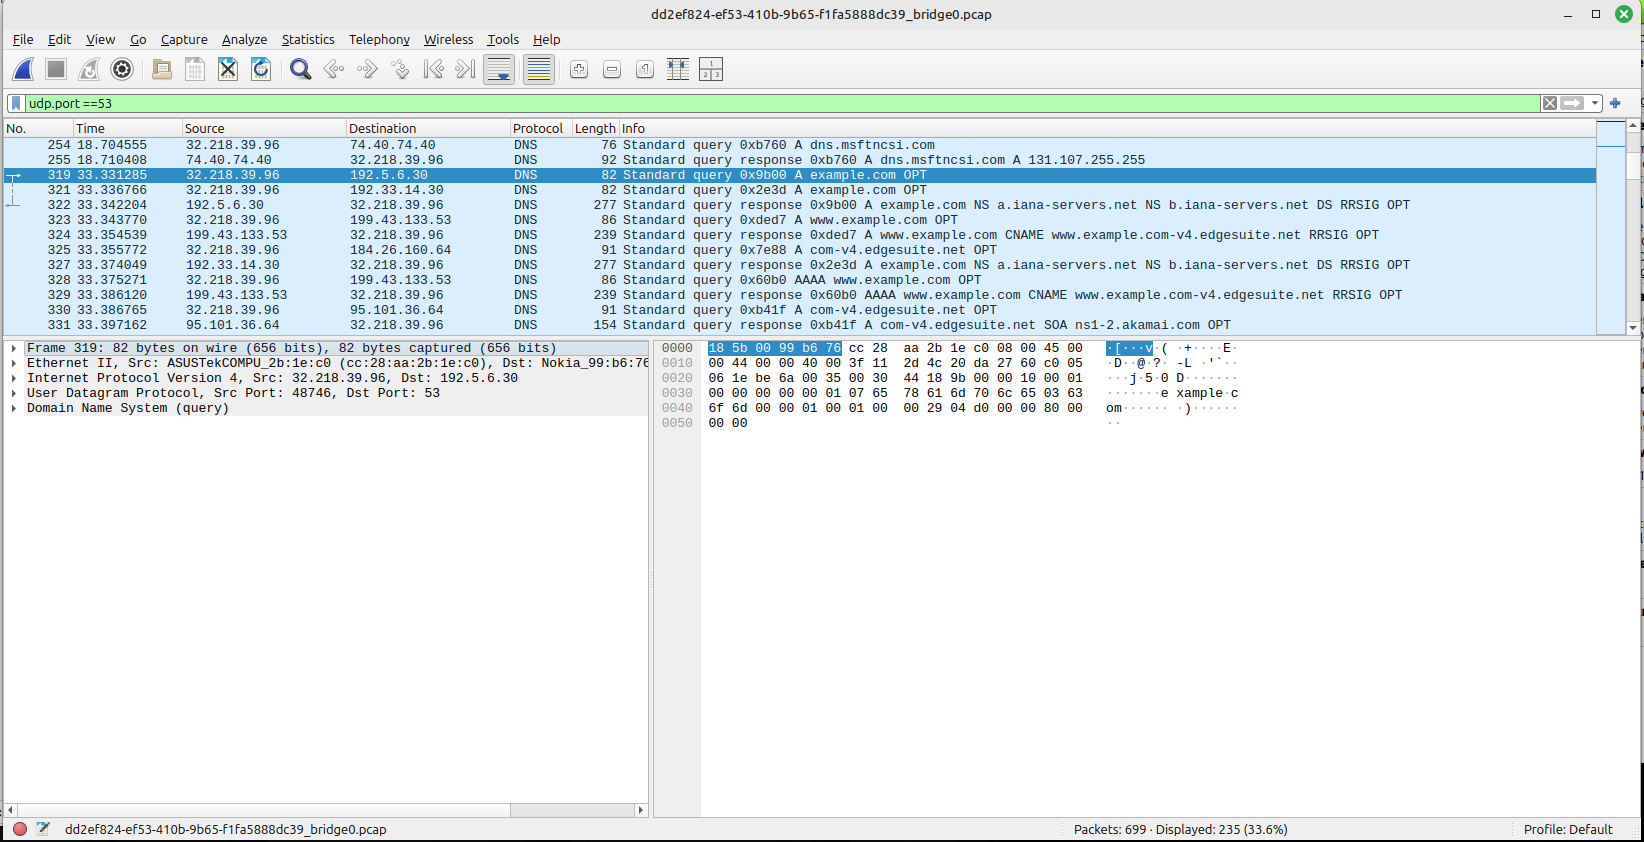 dd2ef824-ef53-410b-9b65-f1fa5888dc39_bridge0.pcap
File Edit View Go Capture Analyze Statistics Telephony Wireless Tools Help
udp.port ==53
No. Time Source Destination Protocol Length Info
254 18.704555 32.218.39.96 74.40.74.40 DNS 76 Standard query 0xb760 A dns.msftncsi.com
255 18.710408 74.40.74.40 32.218.39.96 DNS 92 Standard query response 0xb760 A dns.msftncsi.com A 131.107.255.255
319 33.331285 32.218.39.96 192.5.6.30 DNS 82 Standard query 0x9b00 A example.com OPT
321 33.336766 32.218.39.96 192.33.14.30 DNS 82 Standard query 0x2e3d A example.com OPT
322 33.342204 192.5.6.30 32.218.39.96 DNS 277 Standard query response 0x9b00 A example.com NS a.iana-servers.net NS b.iana-servers.net DS RRSIG OPT
323 33.343770 32.218.39.96 199.43.133.53 DNS 86 Standard query 0xded7 A www.example.com OPT
324 33.354539 199.43.133.53 32.218.39.96 DNS 239 Standard query response 0xded7 A www.example.com CNAME www.example.com-v4.edgesuite.net RRSIG OPT
325 33.355772 32.218.39.96 184.26.160.64 DNS 91 Standard query 0x7e88 A com-v4.edgesuite.net OPT
327 33.374049 192.33.14.30 32.218.39.96 DNS 277 Standard query response 0x2e3d A example.com NS a.iana-servers.net NS b.iana-servers.net DS RRSIG OPT
328 33.375271 32.218.39.96 199.43.133.53 DNS 86 Standard query 0x60b0 AAAA www.example.com OPT
329 33.386120 199.43.133.53 32.218.39.96 DNS 239 Standard query response 0x60b0 AAAA www.example.com CNAME www.example.com-v4.edgesuite.net RRSIG OPT
330 33.386765 32.218.39.96 95.101.36.64 DNS 91 Standard query 0xb41f A com-v4.edgesuite.net OPT
331 33.397162 95.101.36.64 32.218.39.96 DNS 154 Standard query response 0xb41f A com-v4.edgesuite.net SOA ns1-2.akamai.com OPT
Frame 319: 82 bytes on wire (656 bits), 82 bytes captured (656 bits)
Ethernet II, Src: ASUSTekCOMPU_2b:1e:c0 (cc:28:aa:2b:1e:c0), Dst: Nokia_99:b6:76
Internet Protocol Version 4, Src: 32.218.39.96, Dst: 192.5.6.30
User Datagram Protocol, Src Port: 48746, Dst Port: 53
Domain Name System (query)
0000 18 5b 00 99 b6 76 cc 28 aa 2b 1e c0 08 00 45 00 ·[···v·( ·+····E·
0010 00 44 00 00 40 00 3f 11 2d 4c 20 da 27 60 c0 05 ·D··@·?· -L ·'`··
0020 06 1e be 6a 00 35 00 30 44 18 9b 00 00 10 00 01 ···j·5·0 D·······
0030 00 00 00 00 00 01 07 65 78 61 6d 70 6c 65 03 63 ·······e xample·c
0040 6f 6d 00 00 01 00 01 00 00 29 04 d0 00 00 80 00 om······ ·)······
0050 00 00 ··
dd2ef824-ef53-410b-9b65-f1fa5888dc39_bridge0.pcap
Packets: 699 · Displayed: 235 (33.6%)
Profile: Default